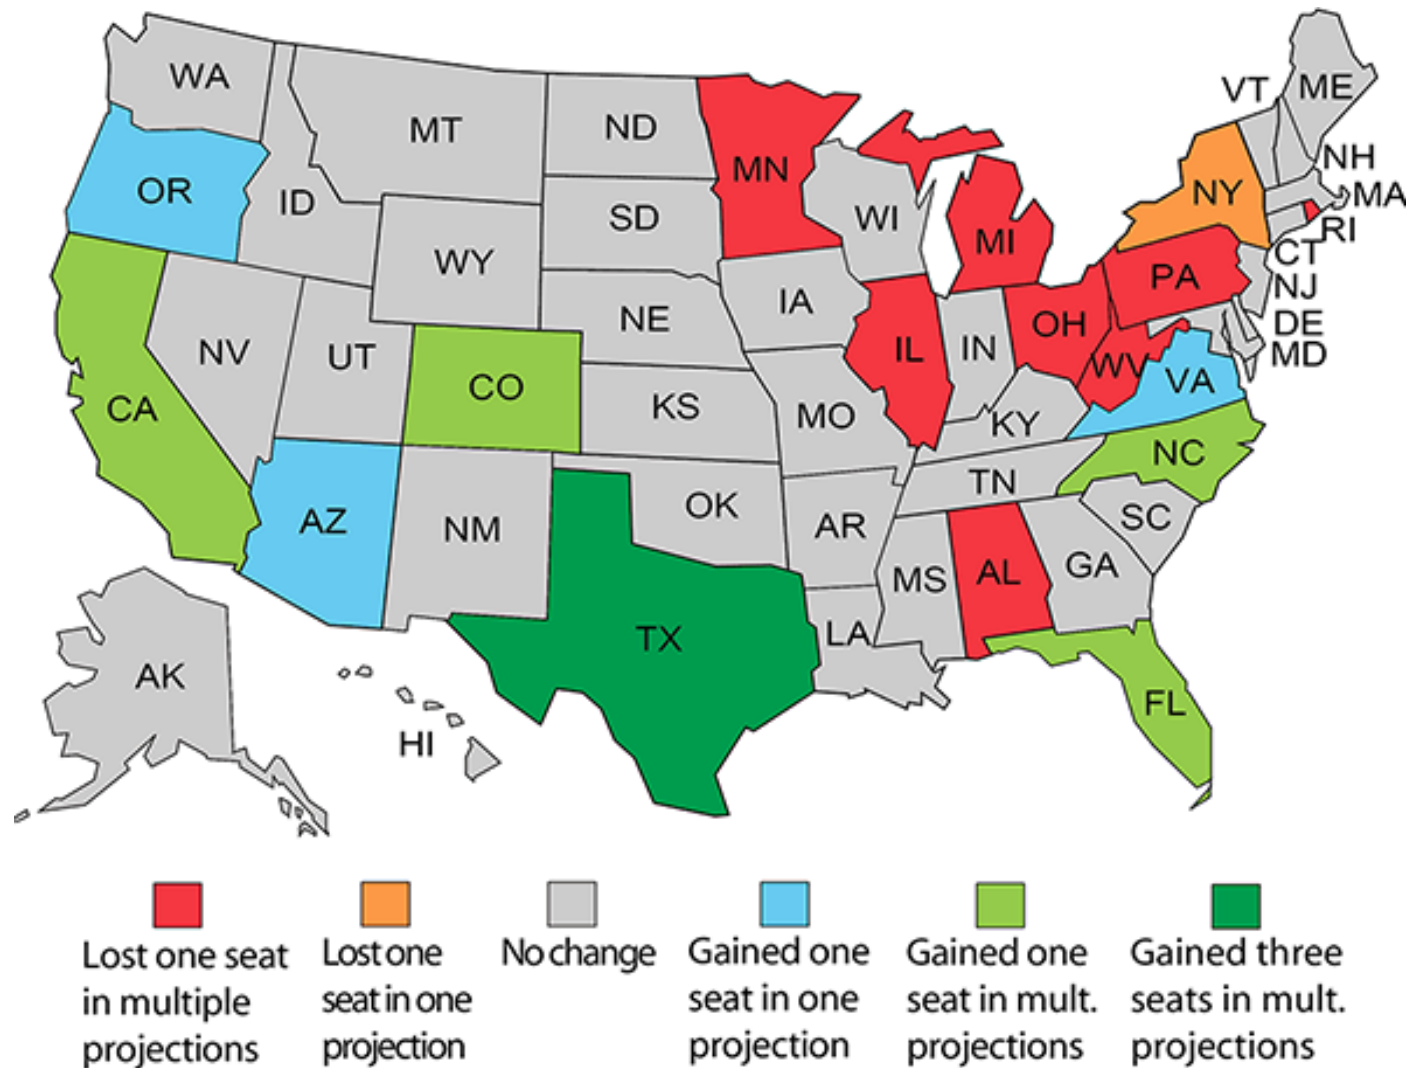 WA
MT
ND
MN
VT
ME
OR
ID
SD
WI
MI
NY
NH
MA
RI
CT
WY
IA
PA
NJ
NE
OH
DE
NV
UT
CO
IL
IN
WV
MD
VA
CA
KS
MO
KY
NC
AZ
NM
OK
AR
TN
SC
MS
AL
GA
TX
LA
AK
FL
HI
Lost one seat
in multiple
projections
Lost one
seat in one
projection
No change
Gained one
seat in one
projection
Gained one
seat in mult.
projections
Gained three
seats in mult.
projections